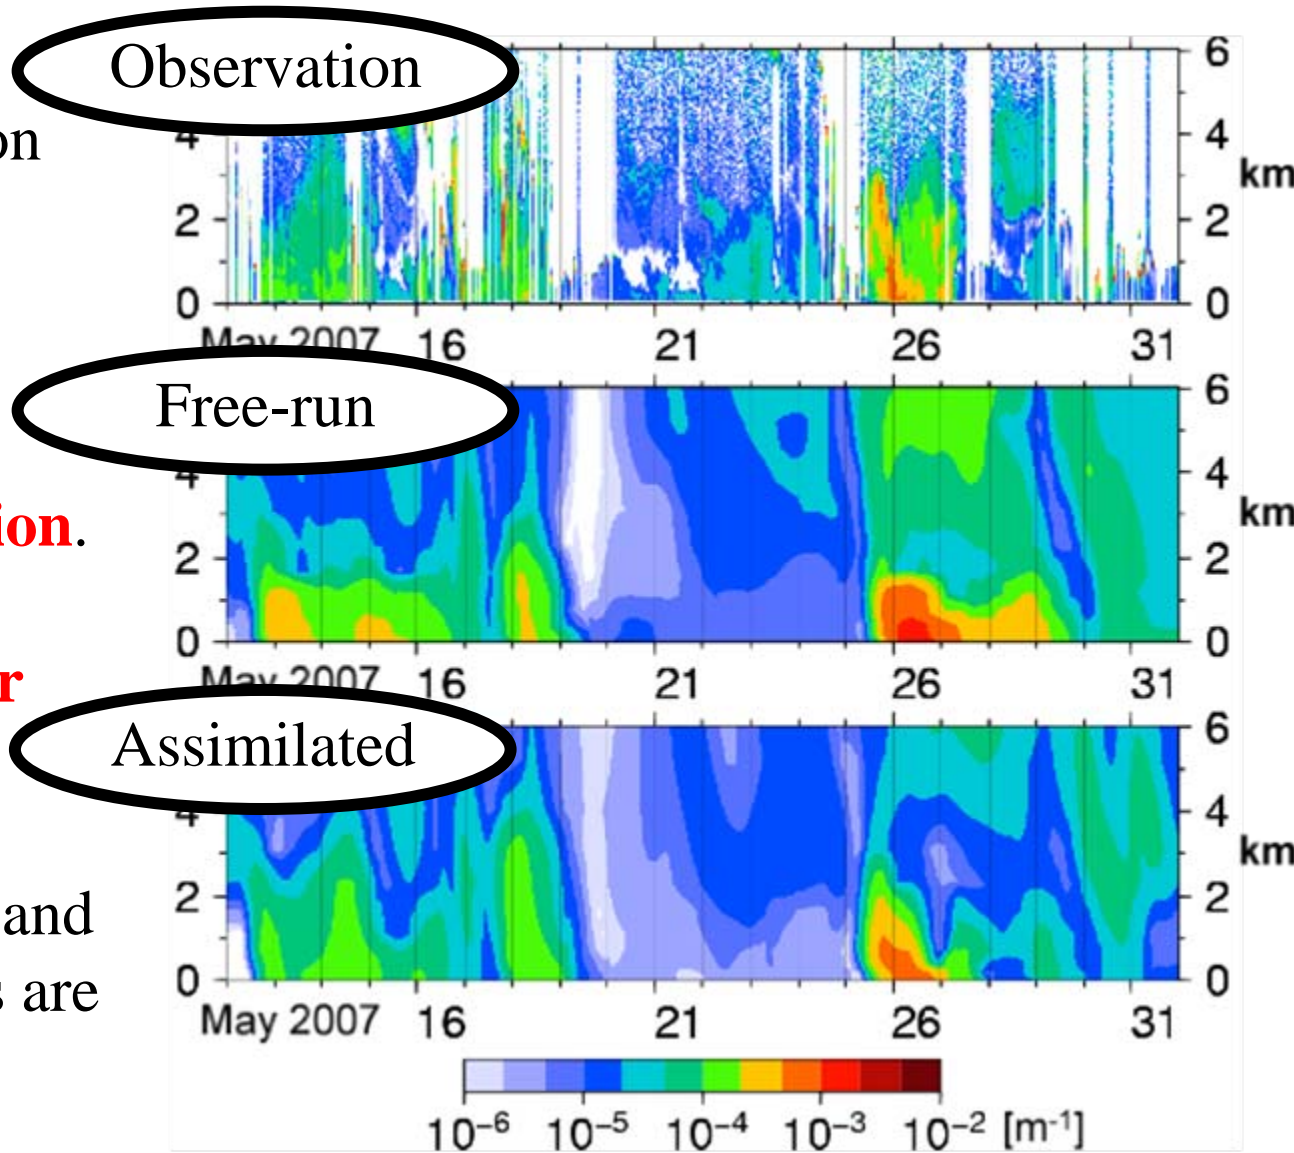 Observation
on
6
4 4
km
2 2
0 0
May 2007 16 21 26 31
Free-run
6
4 4
km
ion.
2 2
0 0
May 2007 16 21 26 31
r
Assimilated
6
4 4
km
2 2
and
0 0
s are
May 2007 16 21 26 31
10⁻⁶ 10⁻⁵ 10⁻⁴ 10⁻³ 10⁻² [m⁻¹]